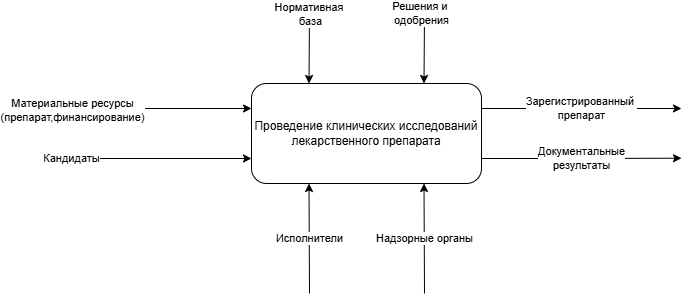 Нормативная
база
Решения и
одобрения
Материальные ресурсы
(препарат,финансирование)
Кандидаты
Проведение клинических исследований
лекарственного препарата
Зарегистрированный
препарат
Документальные
результаты
Исполнители
Надзорные органы